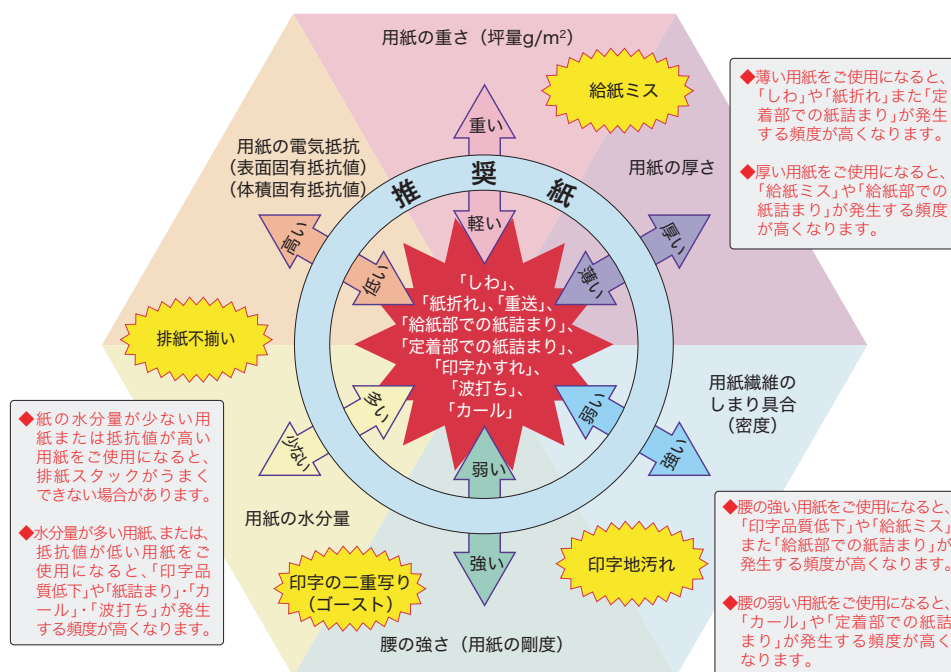 用紙の重さ（坪量g/m²）
給紙ミス
重い
用紙の電気抵抗
（表面固有抵抗値）
（体積固有抵抗値）
用紙の厚さ
推奨紙
軽い
高い
低い
薄い
厚い
◆薄い用紙をご使用になると、
「しわ」や「紙折れ」また「定
着部での紙詰まり」が発生
する頻度が高くなります。
◆厚い用紙をご使用になると、
「給紙ミス」や「給紙部での
紙詰まり」が発生する頻度
が高くなります。
「しわ」、
「紙折れ」、「重送」、
「給紙部での紙詰まり」、
「定着部での紙詰まり」、
「印字かすれ」、
「波打ち」、
「カール」
排紙不揃い
用紙繊維の
しまり具合
（密度）
多い
少ない
弱い
強い
弱い
強い
◆紙の水分量が少ない用
紙または抵抗値が高い
用紙をご使用になると、
排紙スタックがうまく
できない場合があります。
◆水分量が多い用紙、または、
抵抗値が低い用紙をご
使用になると、「印字品
質低下」や「紙詰まり」・「カ
ール」・「波打ち」が発生
する頻度が高くなります。
用紙の水分量
印字の二重写り
（ゴースト）
印字地汚れ
腰の強さ（用紙の剛度）
◆腰の強い用紙をご使用になると、
「印字品質低下」や「給紙ミス」
また「給紙部での紙詰まり」が
発生する頻度が高くなります。
◆腰の弱い用紙をご使用になると、
「カール」や「定着部での紙詰
まり」が発生する頻度が高く
なります。